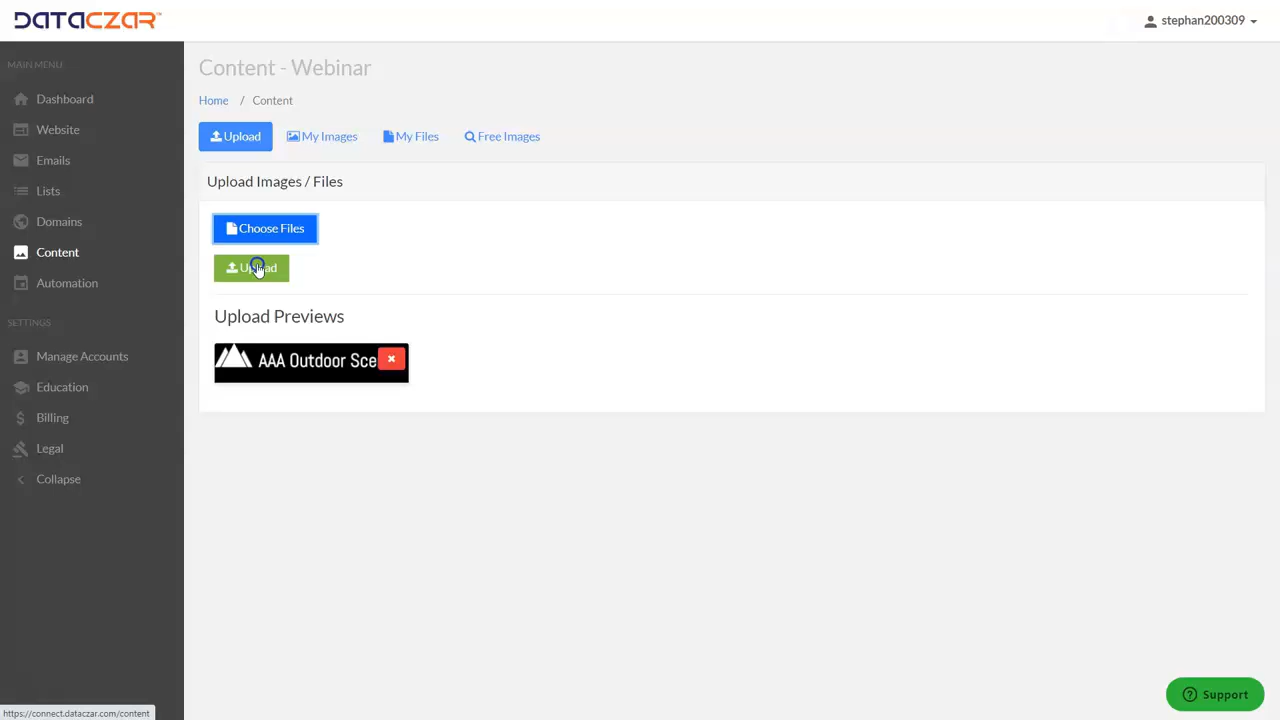 DATACZAR™
stephan200309
MAIN MENU
Dashboard
Website
Emails
Lists
Domains
Content
Automation
SETTINGS
Manage Accounts
Education
Billing
Legal
Collapse
Content - Webinar
Home / Content
Upload My Images My Files Free Images
Upload Images / Files
Choose Files
Upload
Upload Previews
AAA Outdoor Sce
Support
https://connect.dataczar.com/content